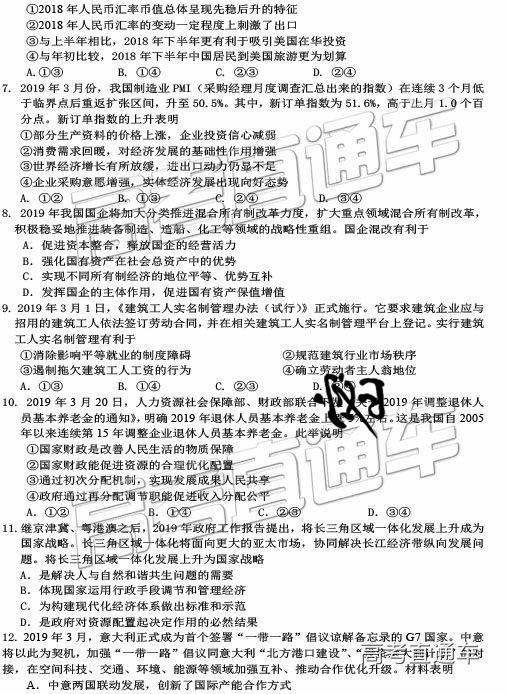 ①2018 年人民币汇率币值总体呈现先稳后升的特征
②2018 年人民币汇率的变动一定程度上刺激了出口
③与上半年相比，2018 年下半年更有利于吸引美国在华投资
④与年初比较，2018 年下半年中国居民到美国旅游更为划算
A. ①③ B. ①④ C. ②③ D. ②④
7. 2019 年 3 月份，我国制造业 PMI（采购经理月度调查汇总出来的指数）在连续 3 个月低
于临界点后重返扩张区间，升至 50.5%。其中，新订单指数为 51.6%，高于上月 1.0 个百
分点。新订单指数的上升表明
①部分生产资料的价格上涨，企业投资信心减弱
②消费需求回暖，对经济发展的基础性作用增强
③世界经济增长有所放缓，进出口动力仍显不足
④企业采购意愿增强，实体经济发展出现向好态势
A. ①② B. ①③ C. ②④ D. ③④
8. 2019 年我国国企将加大分类推进混合所有制改革力度，扩大重点领域混合所有制改革，
积极稳妥地推进装备制造、造船、化工等领域的战略性重组。国企混改有利于
A. 促进资本整合，释放国企的经营活力
B. 强化国有资产在社会总资产中的优势
C. 实现不同所有制经济的地位平等、优势互补
D. 发挥国企的主体作用，促进国有资产保值增值
9. 2019 年 3 月 1 日，《建筑工人实名制管理办法（试行）》正式施行。它要求建筑企业应与
招用的建筑工人依法签订劳动合同，并在相关建筑工人实名制管理平台上登记。实行建筑
工人实名制管理有利于
①消除影响平等就业的制度障碍 ②规范建筑行业市场秩序
③遏制拖欠建筑工人工资的行为 ④确立劳动者主人翁地位
A. ①③ B. ①④ C. ②③ D.
10. 2019 年 3 月 20 日，人力资源社会保障部、财政部联合下发 2019 年调整退休人
员基本养老金的通知》，明确 2019 年退休人员基本养老金上 %左右。这是我国自 2005
年以来连续第 15 年调整企业退休人员基本养老金。此举说明
①国家财政是改善人民生活的物质保障
②国家财政能促进资源的合理优化配置
③通过初次分配机制，实现发展成果人民共享
④政府通过再分配调节职能促进收入分配公平
A. ①② B. ①④ C. ②③ D. ③④
11. 继京津冀、粤港澳之后，2019 年政府工作报告提出，将长三角区域一体化发展上升成为
国家战略。长三角区域一体化将面向更大的亚太市场，协同解决长江经济带纵向发展问
题。将长三角区域一体化发展上升为国家战略
A. 是解决人与自然和谐共生问题的需要
B. 体现国家运用行政手段调节和管理经济
C. 为构建现代化经济体系做出标准和示范
D. 是政府对资源配置起决定作用的必然结果
12. 2019 年 3 月，意大利正式成为首个签署“一带一路”倡议谅解备忘录的 G7 国家。中意
将以此为契机，加强“一带一路”倡议同意大利“北方港口建设”、“ 意大利计划”的对
接，在空间科技、交通、环境、能源等领域加强互补、推动合作优化升级。材料表明
A. 中意两国联动发展，创新了国际产能合作方式
高考直通车
高考直通车
高考直通车